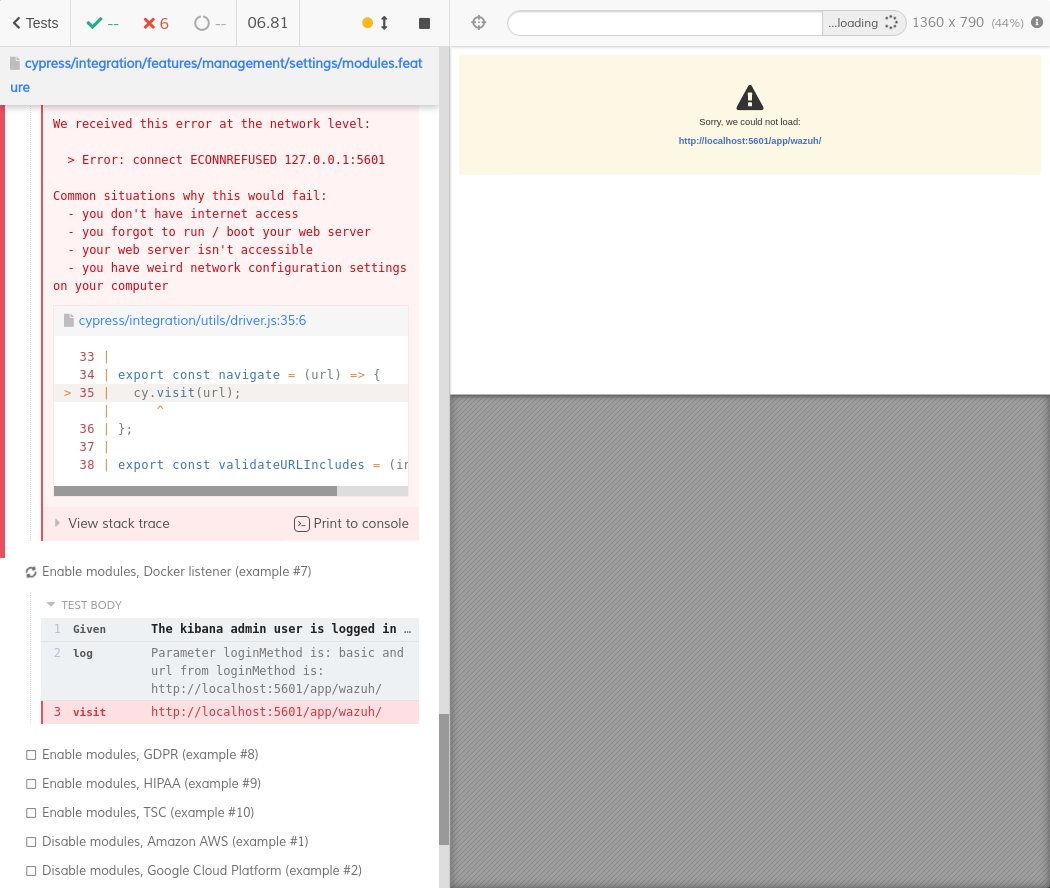 Tests
--
6
--
06.81
...loading
1360 x 790 (44%)
cypress/integration/features/management/settings/modules.feat
ure
We received this error at the network level:
> Error: connect ECONNREFUSED 127.0.0.1:5601
Common situations why this would fail:
- you don't have internet access
- you forgot to run / boot your web server
- your web server isn't accessible
- you have weird network configuration settings
on your computer
cypress/integration/utils/driver.js:35:6
33 |
34 | export const navigate = (url) => {
> 35 |   cy.visit(url);
|      ^
36 | };
37 |
38 | export const validateURLIncludes = (in
View stack trace
Print to console
Enable modules, Docker listener (example #7)
TEST BODY
1 Given The kibana admin user is logged in …
2 log Parameter loginMethod is: basic and
url from loginMethod is:
http://localhost:5601/app/wazuh/
3 visit http://localhost:5601/app/wazuh/
Enable modules, GDPR (example #8)
Enable modules, HIPAA (example #9)
Enable modules, TSC (example #10)
Disable modules, Amazon AWS (example #1)
Disable modules, Google Cloud Platform (example #2)
Sorry, we could not load:
http://localhost:5601/app/wazuh/